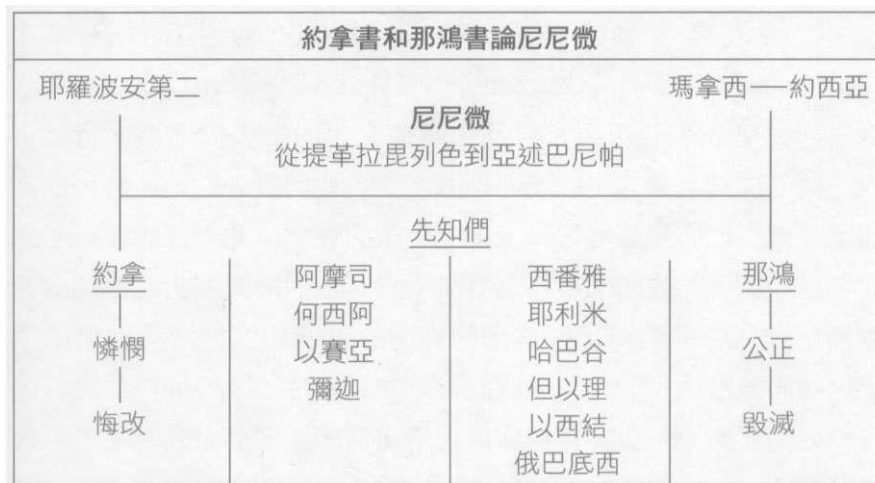 約拿書和那鴻書論尼尼微
耶羅波安第二
瑪拿西——約西亞
尼尼微
從提革拉毘列色到亞述巴尼帕
先知們
約拿
憐憫
悔改
阿摩司
何西阿
以賽亞
彌迦
西番雅
耶利米
哈巴谷
但以理
以西結
俄巴底西
那鴻
公正
毀滅